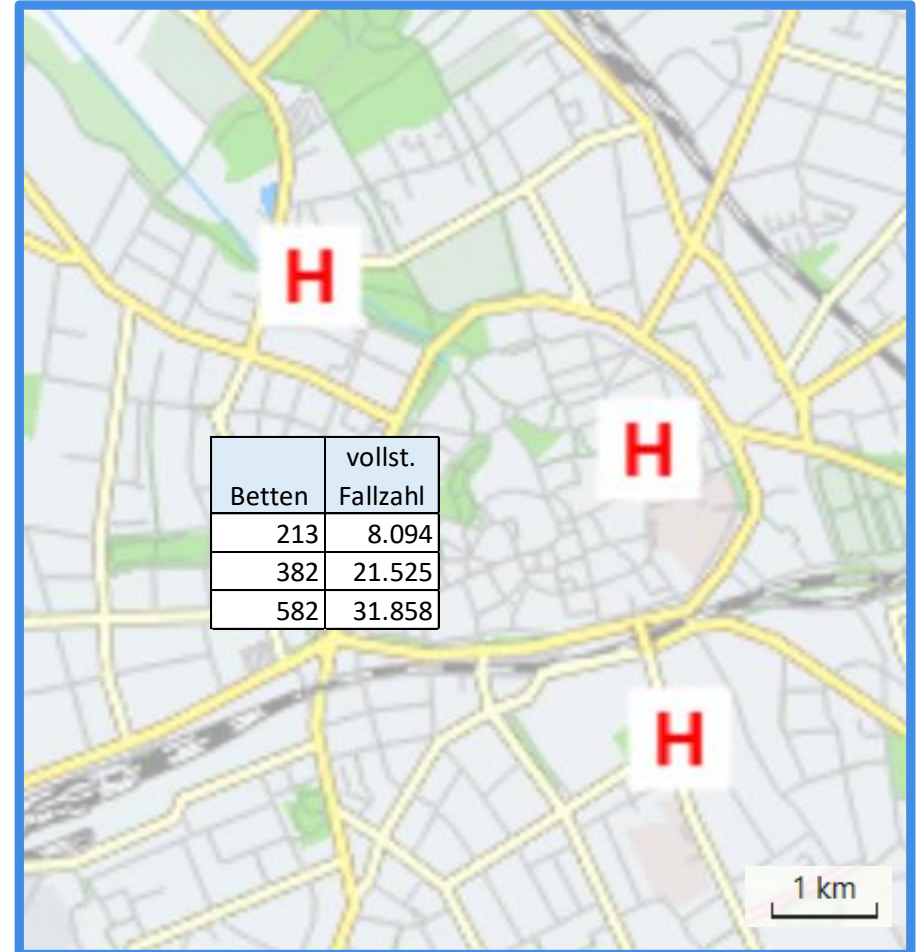 H
H
vollst.
Betten Fallzahl
213 8.094
382 21.525
582 31.858
H
1 km